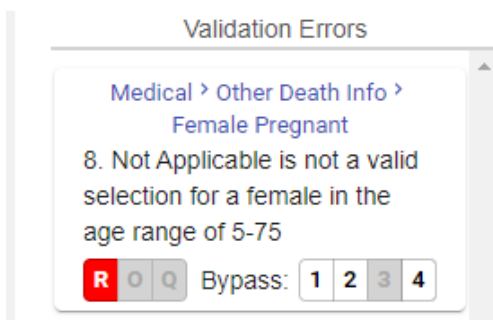 Validation Errors
Medical > Other Death Info >
Female Pregnant
8. Not Applicable is not a valid
selection for a female in the
age range of 5-75
R O Q Bypass: 1 2 3 4